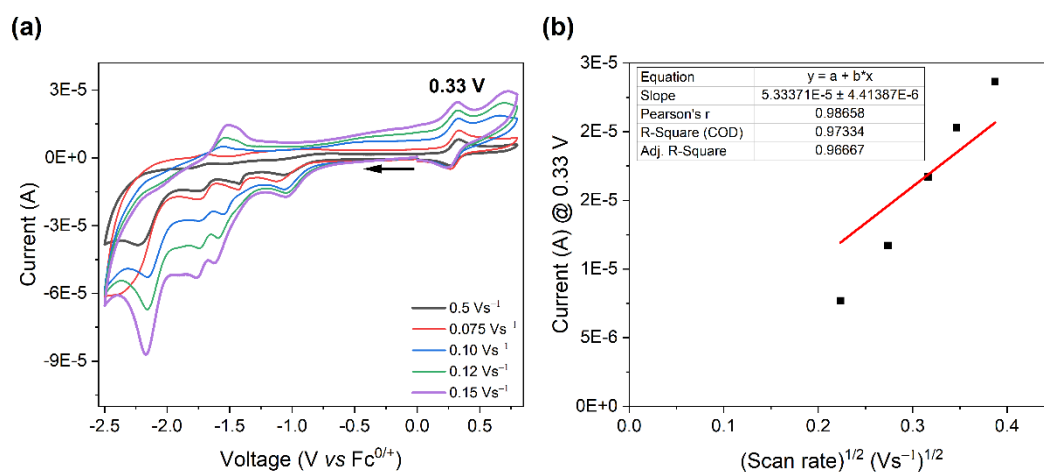 (a)
Current (A)
3E-5
0E+0
-3E-5
-6E-5
-9E-5
0.33 V
0.5 Vs⁻¹
0.075 Vs⁻¹
0.10 Vs⁻¹
0.12 Vs⁻¹
0.15 Vs⁻¹
-2.5 -2.0 -1.5 -1.0 -0.5 0.0 0.5
Voltage (V vs Fc⁰/⁺)
(b)
Current (A) @ 0.33 V
3E-5
2E-5
2E-5
1E-5
5E-6
0E+0
Equation y = a + b*x
Slope 5.33371E-5 ± 4.41387E-6
Pearson's r 0.98658
R-Square (COD) 0.97334
Adj. R-Square 0.96667
0.0 0.1 0.2 0.3 0.4
(Scan rate)¹/² (Vs⁻¹)¹/²